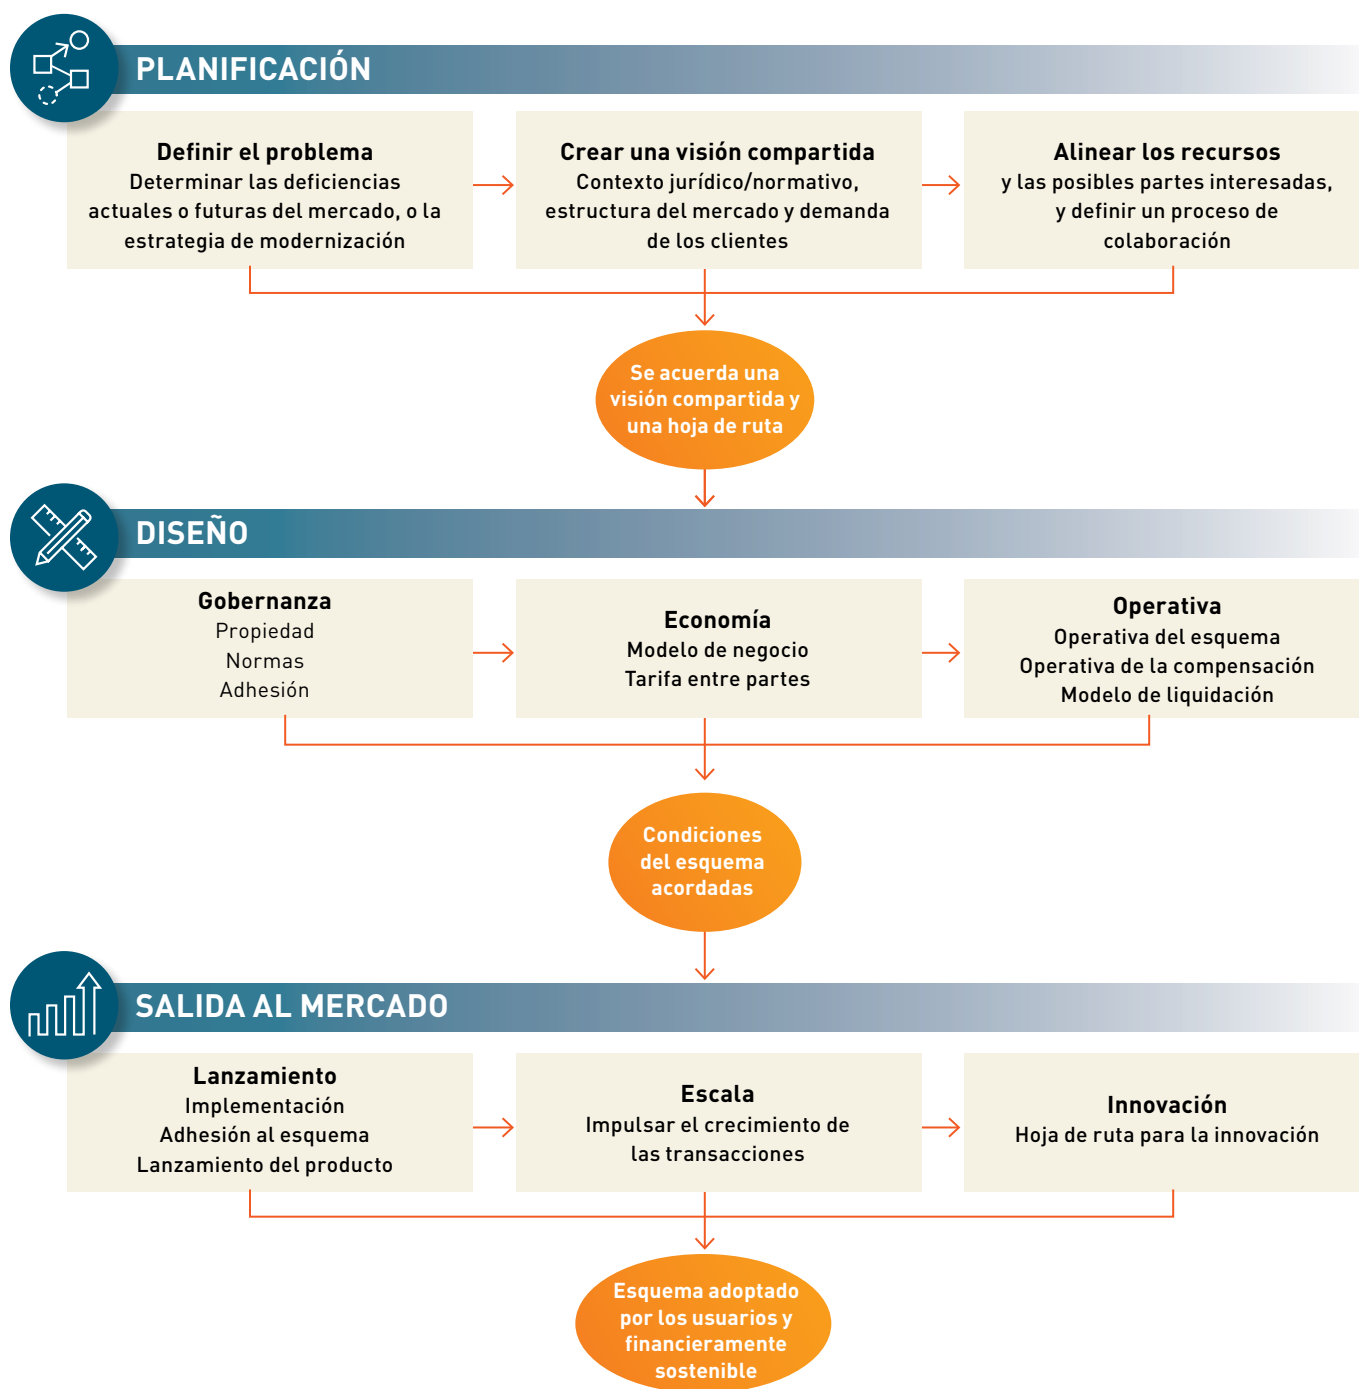 PLANIFICACIÓN
Definir el problema
Determinar las deficiencias
actuales o futuras del mercado, o la
estrategia de modernización
Crear una visión compartida
Contexto jurídico/normativo,
estructura del mercado y demanda
de los clientes
Alinear los recursos
y las posibles partes interesadas,
y definir un proceso de
colaboración
Se acuerda una
visión compartida y
una hoja de ruta
DISEÑO
Gobernanza
Propiedad
Normas
Adhesión
Economía
Modelo de negocio
Tarifa entre partes
Operativa
Operativa del esquema
Operativa de la compensación
Modelo de liquidación
Condiciones
del esquema
acordadas
SALIDA AL MERCADO
Lanzamiento
Implementación
Adhesión al esquema
Lanzamiento del producto
Escala
Impulsar el crecimiento de
las transacciones
Innovación
Hoja de ruta para la innovación
Esquema adoptado
por los usuarios y
financieramente
sostenible